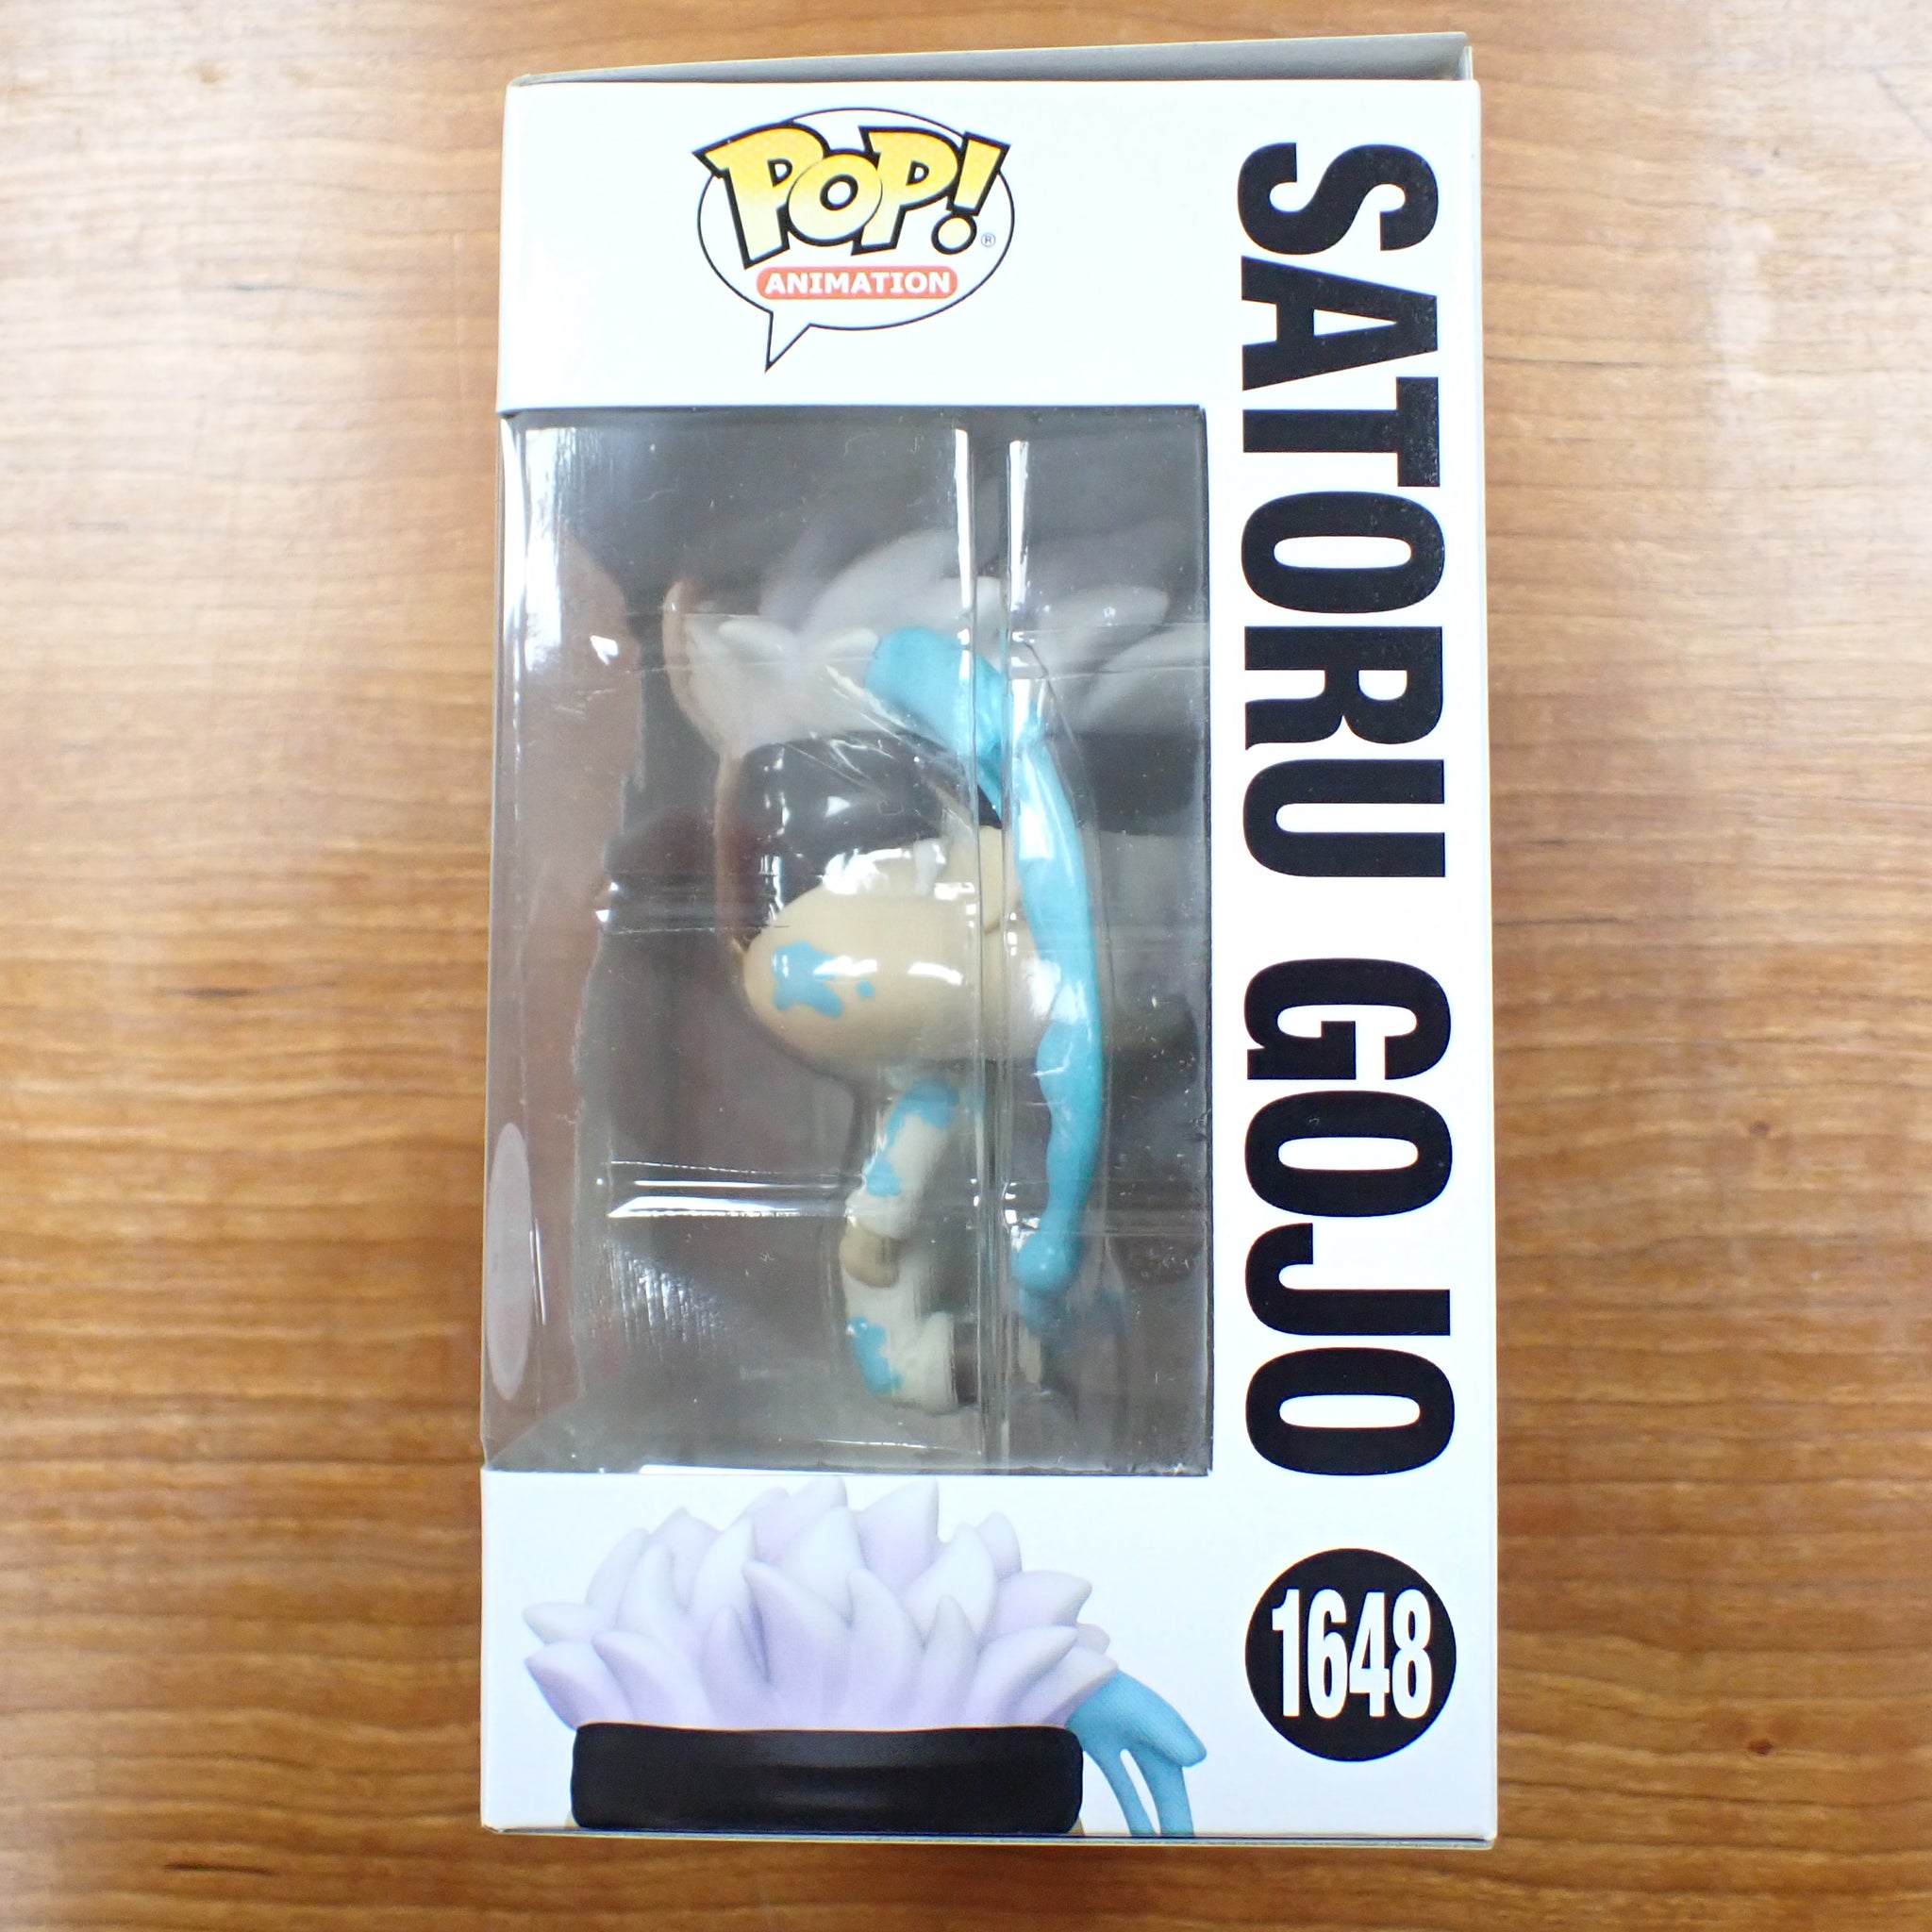 POP! ®
ANIMATION
SATORU GOJO
1648